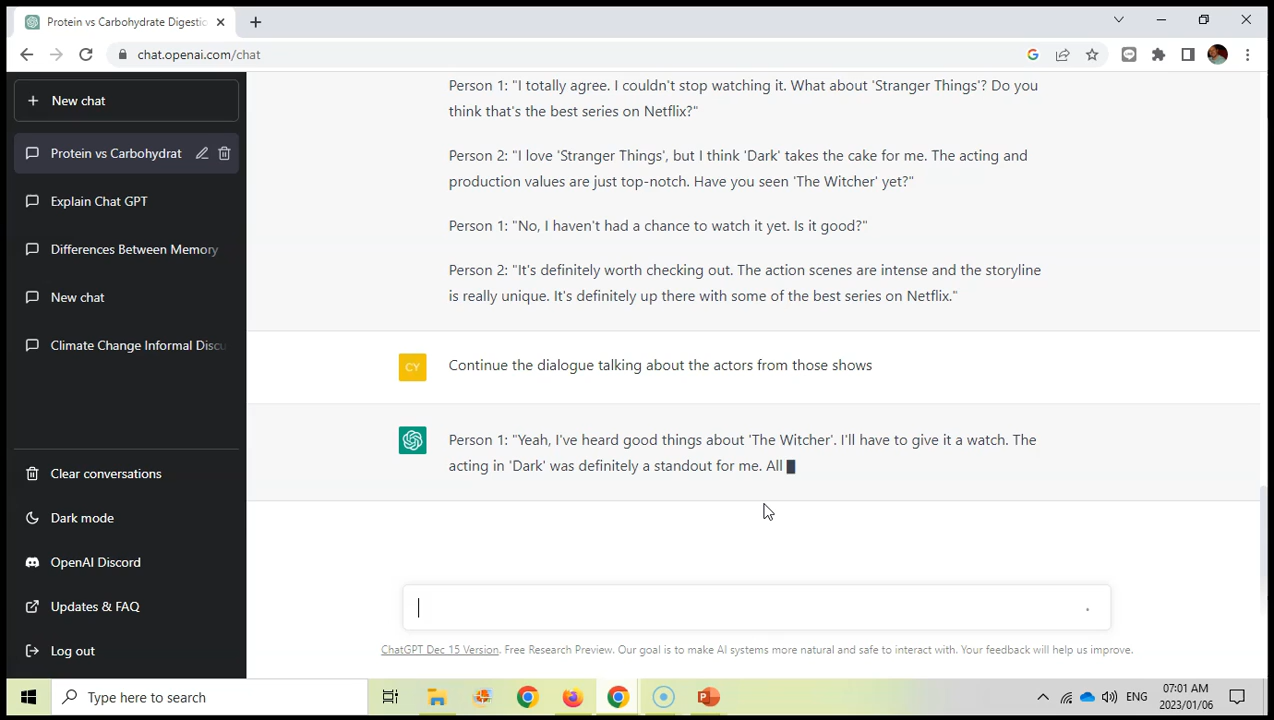 Protein vs Carbohydrate Digestio
chat.openai.com/chat
New chat
Protein vs Carbohydrat
Explain Chat GPT
Differences Between Memory
New chat
Climate Change Informal Discu
Clear conversations
Dark mode
OpenAI Discord
Updates & FAQ
Log out
Person 1: "I totally agree. I couldn't stop watching it. What about 'Stranger Things'? Do you
think that's the best series on Netflix?"
Person 2: "I love 'Stranger Things', but I think 'Dark' takes the cake for me. The acting and
production values are just top-notch. Have you seen 'The Witcher' yet?"
Person 1: "No, I haven't had a chance to watch it yet. Is it good?"
Person 2: "It's definitely worth checking out. The action scenes are intense and the storyline
is really unique. It's definitely up there with some of the best series on Netflix."
CY
Continue the dialogue talking about the actors from those shows
Person 1: "Yeah, I've heard good things about 'The Witcher'. I'll have to give it a watch. The
acting in 'Dark' was definitely a standout for me. All
ChatGPT Dec 15 Version. Free Research Preview. Our goal is to make AI systems more natural and safe to interact with. Your feedback will help us improve.
Type here to search
ENG
07:01 AM
2023/01/06